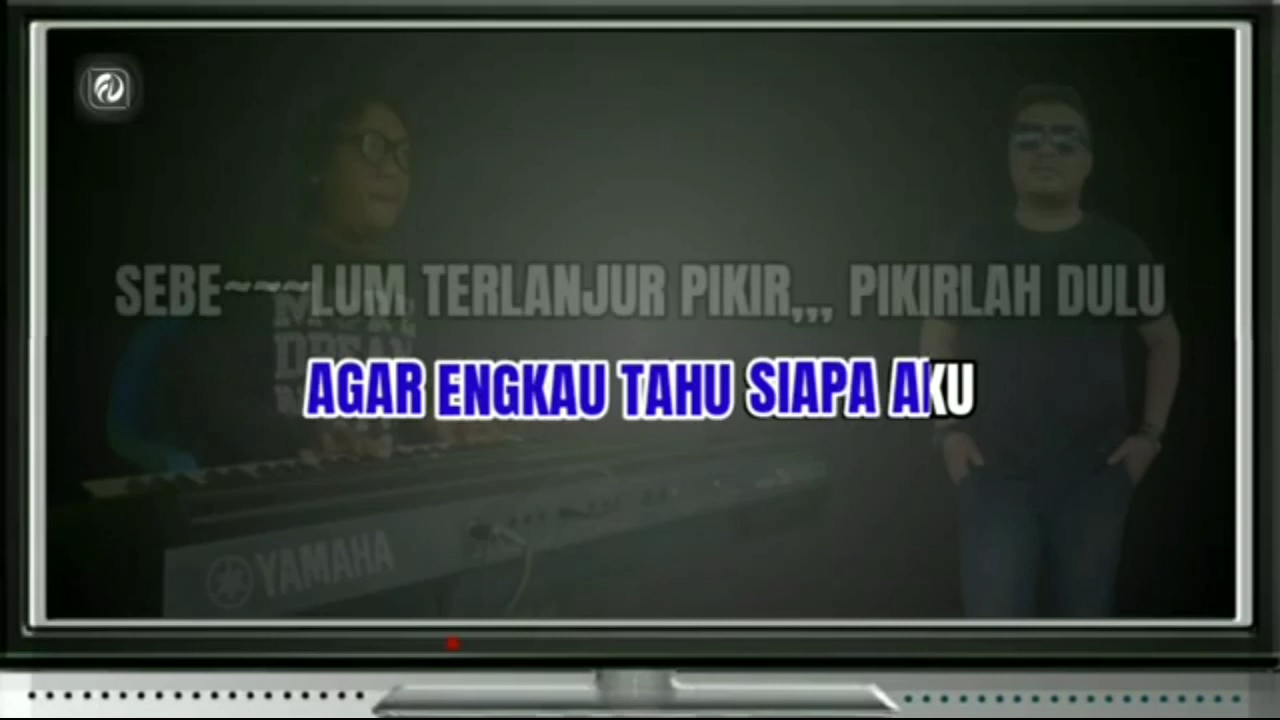 SEBE~~~LUM TERLANJUR PIKIR,,, PIKIRLAH DULU
AGAR ENGKAU TAHU SIAPA AKU
YAMAHA